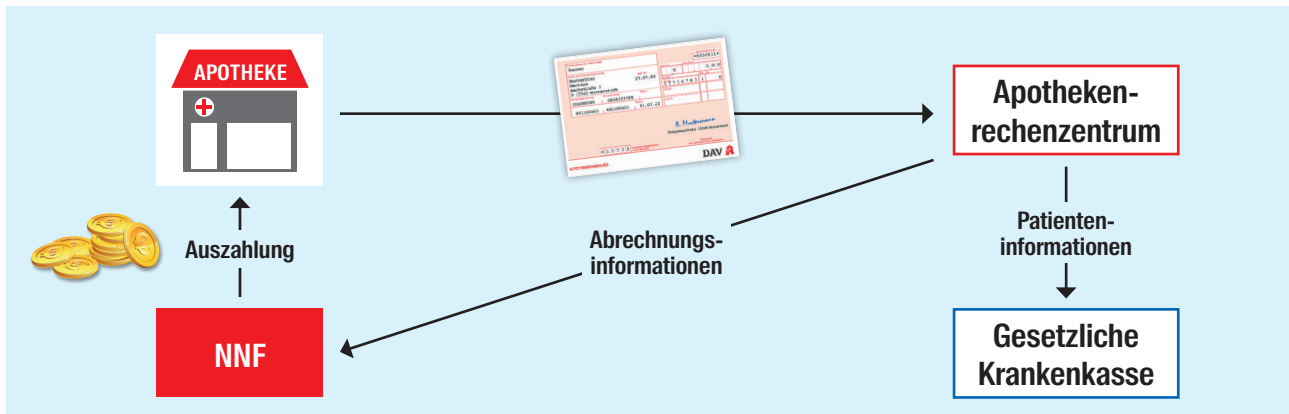 APOTHEKE
DAV
Apotheken-
rechenzentrum
Abrechnungs-
informationen
Patienten-
informationen
Auszahlung
NNF
Gesetzliche
Krankenkasse